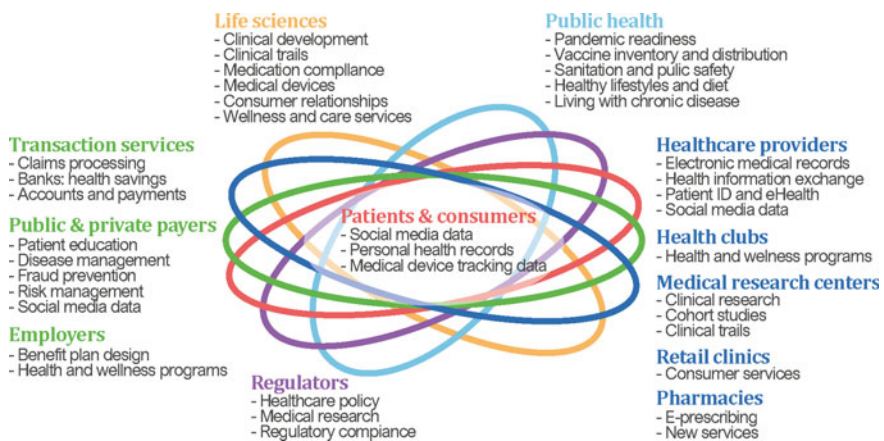 Life sciences
- Clinical development
- Clinical trails
- Medication compllance
- Medical devices
- Consumer relationships
- Wellness and care services
Public health
- Pandemic readiness
- Vaccine inventory and distribution
- Sanitation and pulic safety
- Healthy lifestyles and diet
- Living with chronic disease
Transaction services
- Claims processing
- Banks: health savings
- Accounts and payments
Public & private payers
- Patient education
- Disease management
- Fraud prevention
- Risk management
- Social media data
Employers
- Benefit plan design
- Health and wellness programs
Patients & consumers
- Social media data
- Personal health records
- Medical device tracking data
Regulators
- Healthcare policy
- Medical research
- Regulatory compiance
Healthcare providers
- Electronic medical records
- Health information exchange
- Patient ID and eHealth
- Social media data
Health clubs
- Health and welness programs
Medical research centers
- Clinical research
- Cohort studies
- Clinical trails
Retail clinics
- Consumer services
Pharmacies
- E-prescribing
- New services